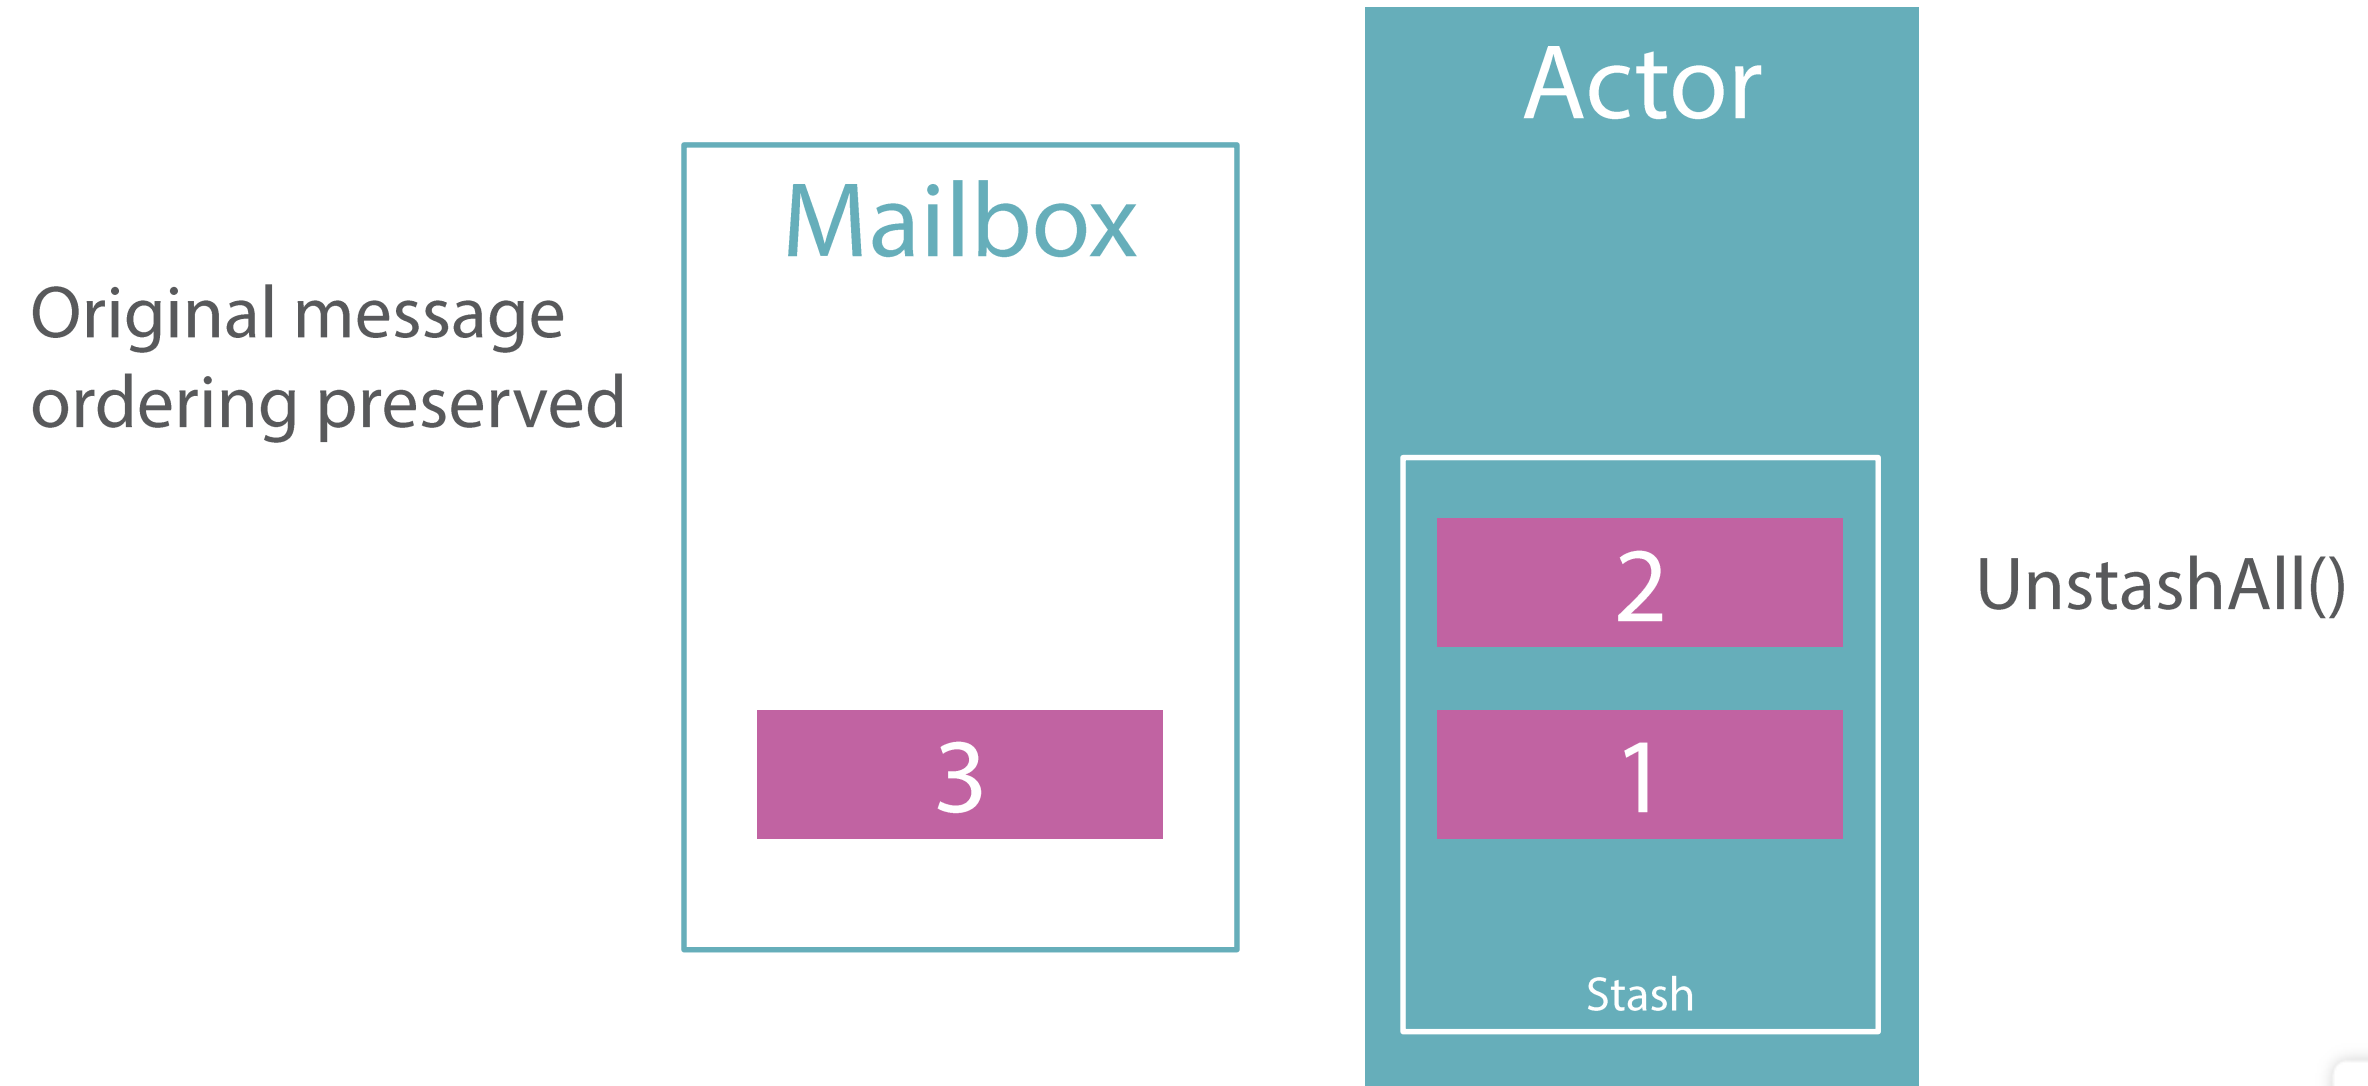 Actor
Mailbox
Original message
ordering preserved
2
UnstashAll()
3
1
Stash